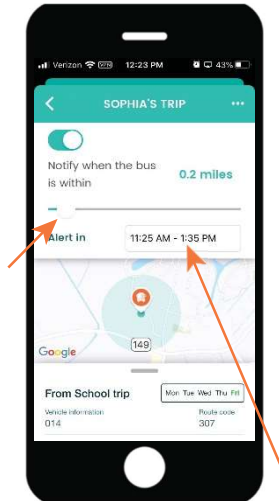 Verizon VPN 12:23 PM 43%
SOPHIA'S TRIP
Notify when the bus
is within
0.2 miles
Alert in
11:25 AM - 1:35 PM
149
Google
From School trip
Mon Tue Wed Thu Fri
Vehicle information
Route code
014
307